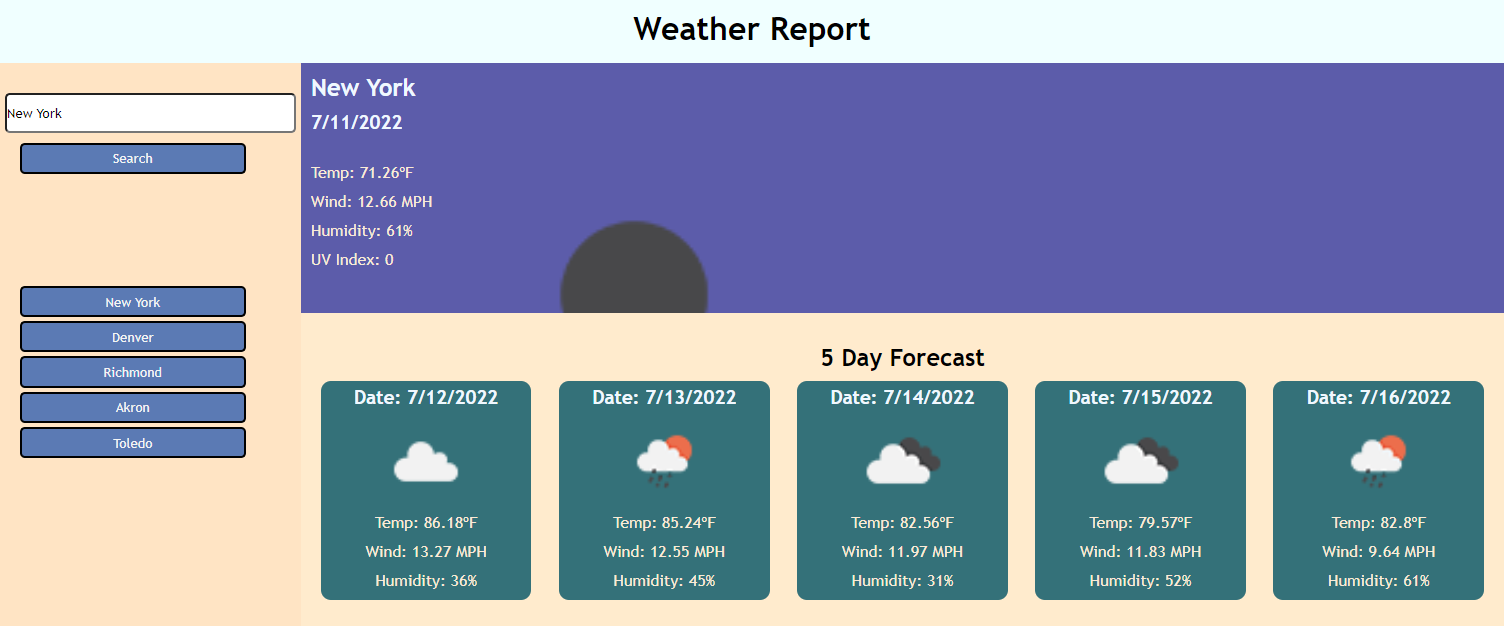 Weather Report
New York
Search
New York
Denver
Richmond
Akron
Toledo
New York
7/11/2022
Temp: 71.26°F
Wind: 12.66 MPH
Humidity: 61%
UV Index: 0
5 Day Forecast
Date: 7/12/2022
Temp: 86.18°F
Wind: 13.27 MPH
Humidity: 36%
Date: 7/13/2022
Temp: 85.24°F
Wind: 12.55 MPH
Humidity: 45%
Date: 7/14/2022
Temp: 82.56°F
Wind: 11.97 MPH
Humidity: 31%
Date: 7/15/2022
Temp: 79.57°F
Wind: 11.83 MPH
Humidity: 52%
Date: 7/16/2022
Temp: 82.8°F
Wind: 9.64 MPH
Humidity: 61%